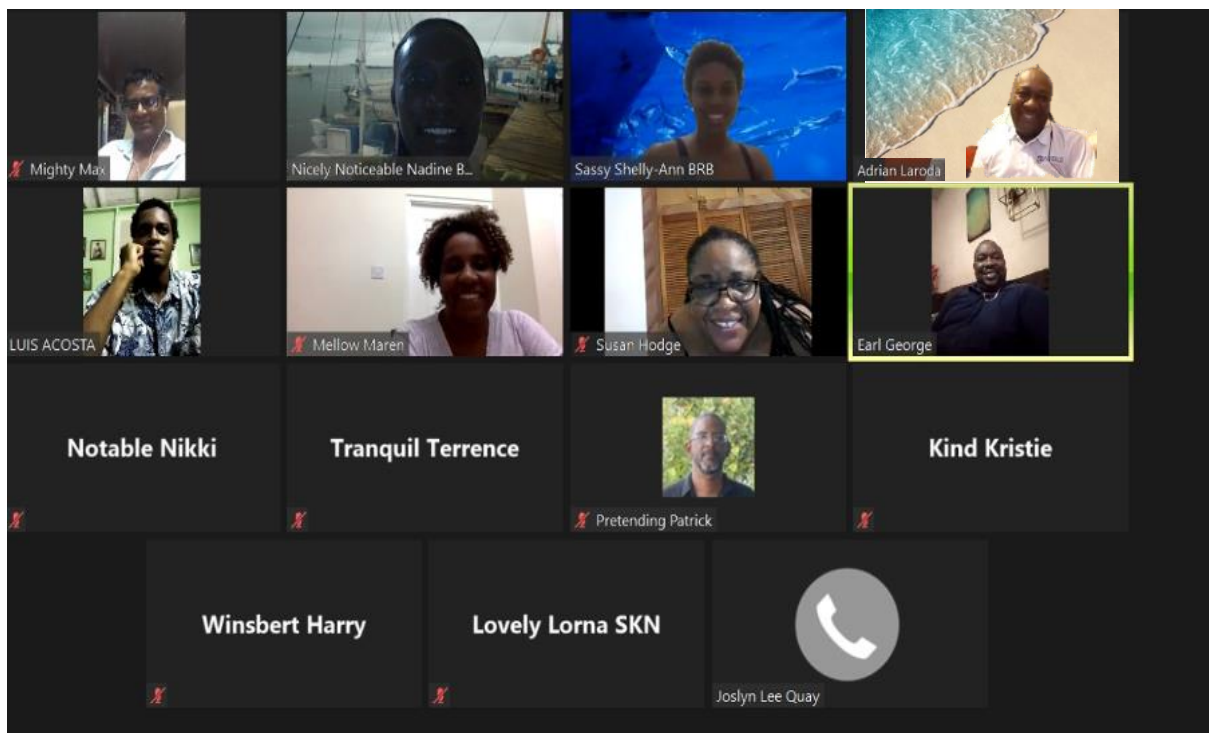 Mighty Max
Nicely Noticeable Nadine B...
Sassy Shelly-Ann BRB
Adrian Laroda
LUIS ACOSTA
Mellow Maren
Susan Hodge
Earl George
Notable Nikki
Tranquil Terrence
Pretending Patrick
Kind Kristie
Winsbert Harry
Lovely Lorna SKN
Joslyn Lee Quay